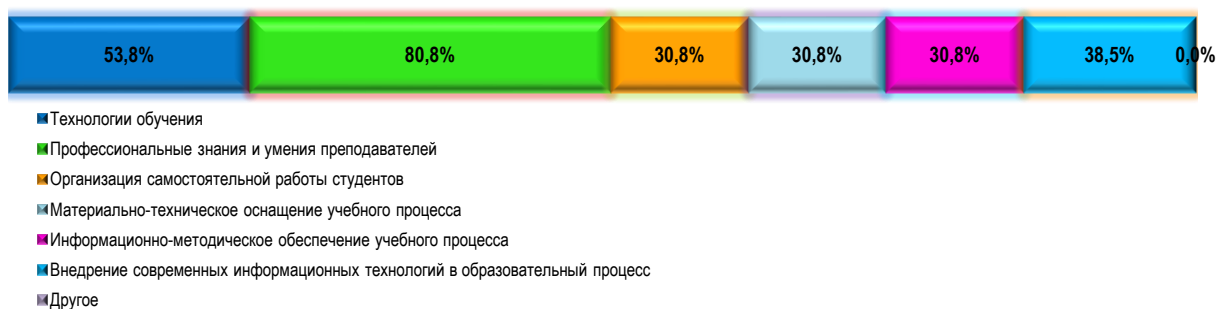 53,8% 80,8% 30,8% 30,8% 30,8% 38,5% 0,0%
Технологии обучения
Профессиональные знания и умения преподавателей
Организация самостоятельной работы студентов
Материально-техническое оснащение учебного процесса
Информационно-методическое обеспечение учебного процесса
Внедрение современных информационных технологий в образовательный процесс
Другое